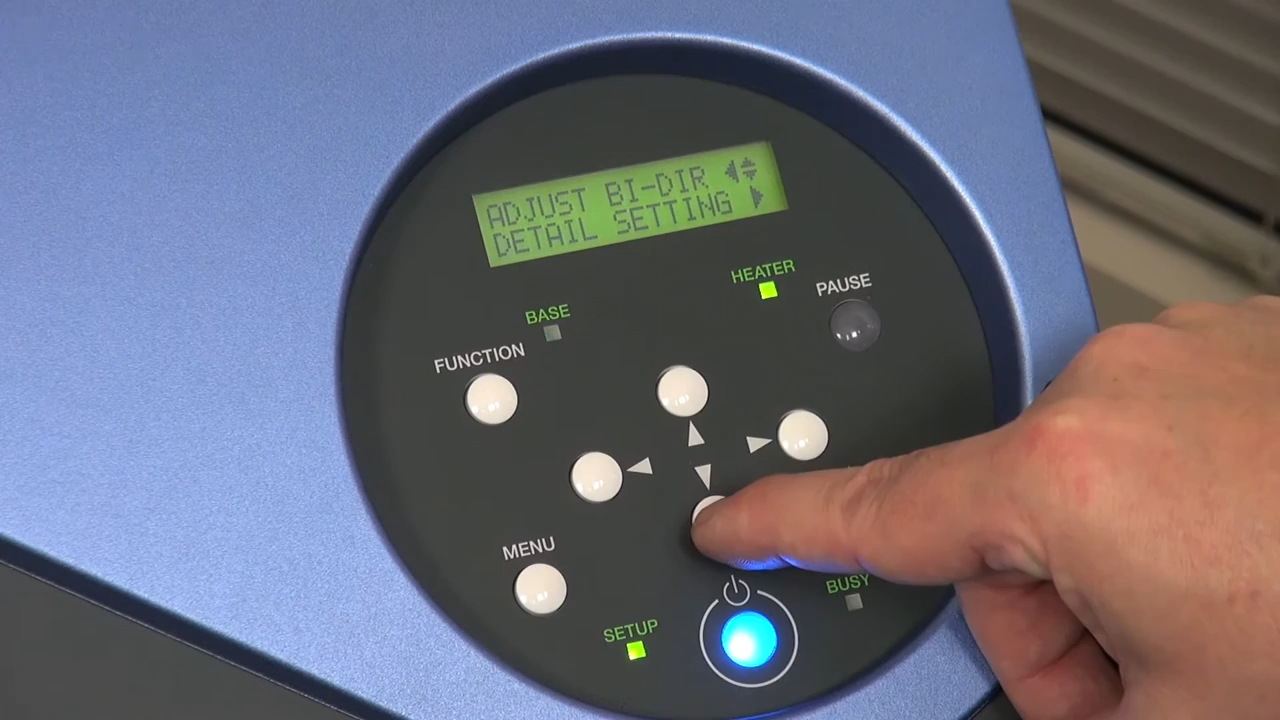 ADJUST BI-DIR
DETAIL SETTING
HEATER
PAUSE
BASE
FUNCTION
MENU
BUSY
SETUP